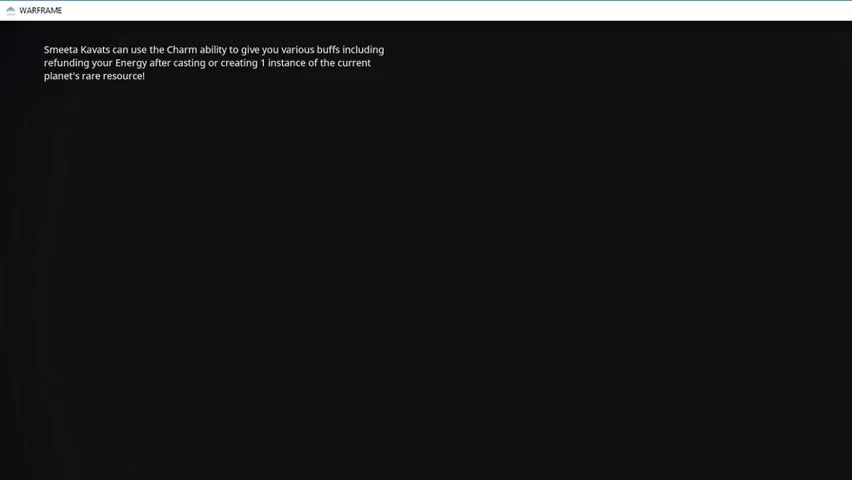 WARFRAME
Smeeta Kavats can use the Charm ability to give you various buffs including
refunding your Energy after casting or creating 1 instance of the current
planet's rare resource!